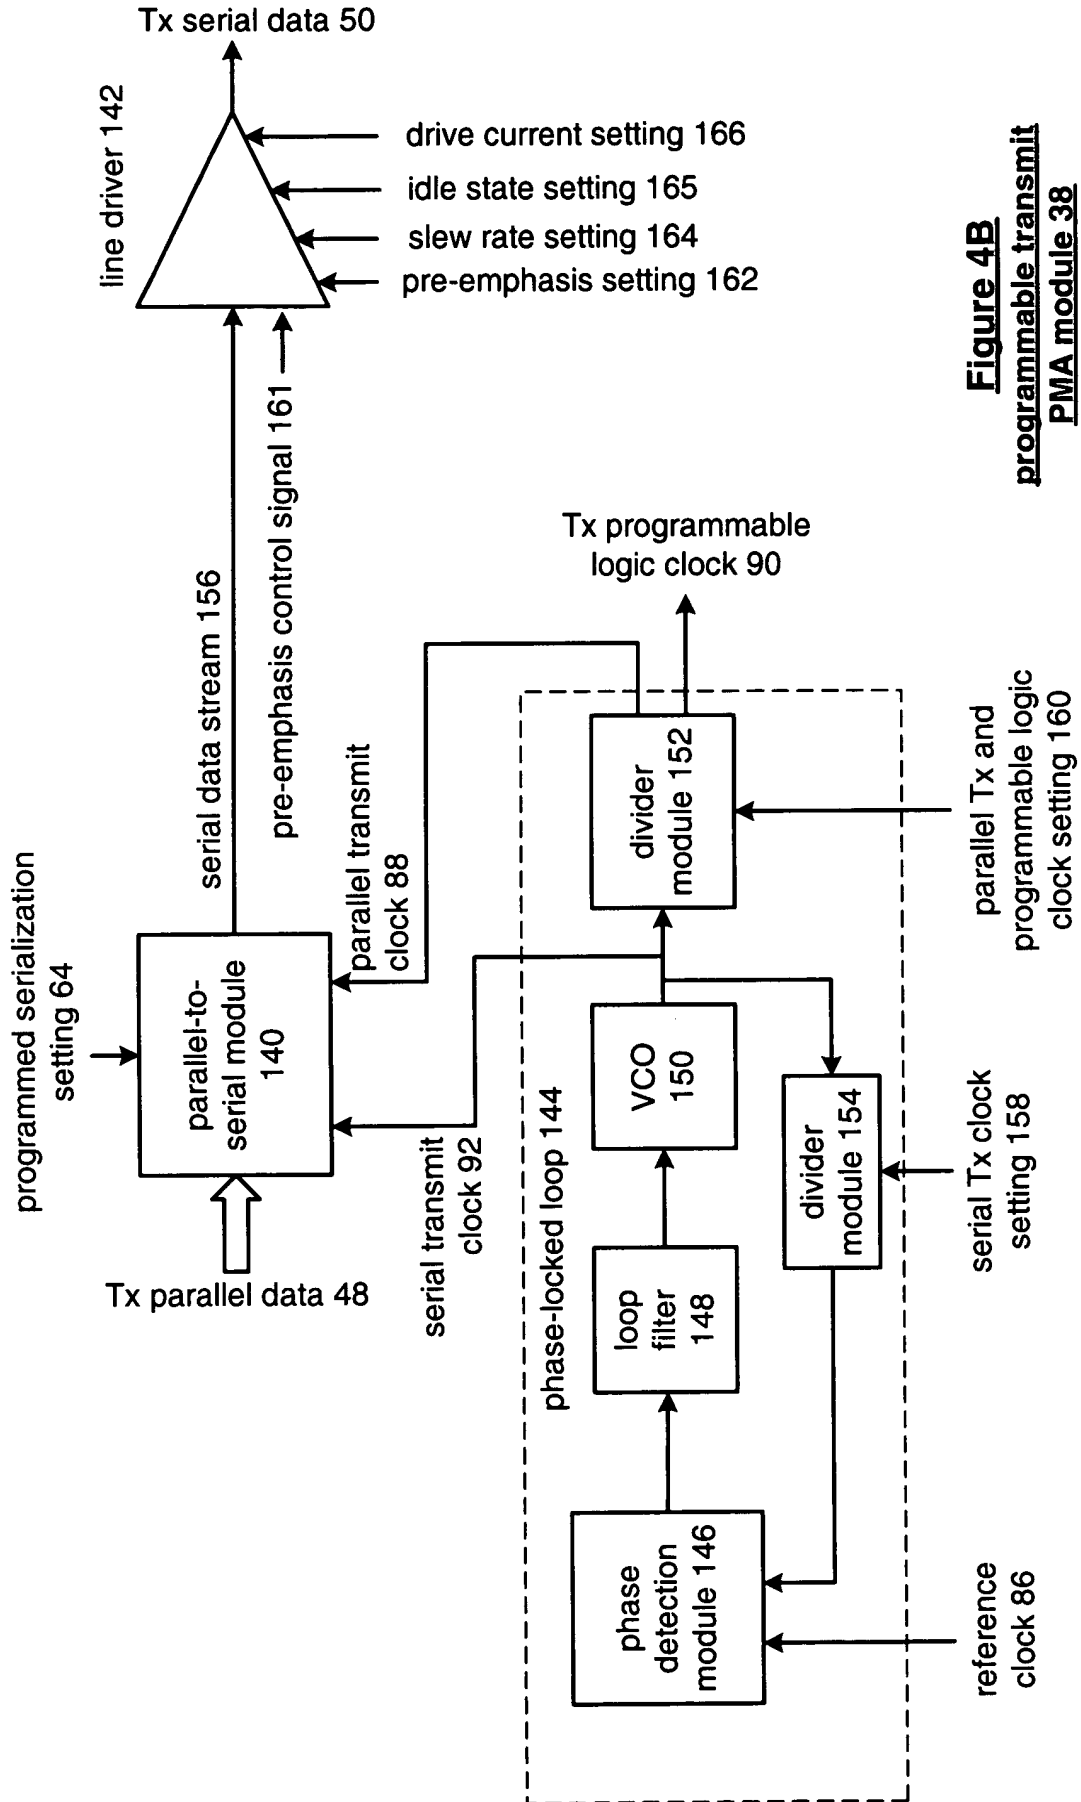 Tx serial data 50
line driver 142
drive current setting 166
idle state setting 165
slew rate setting 164
pre-emphasis setting 162
serial data stream 156
pre-emphasis control signal 161
programmed serialization
setting 64
parallel-to-
serial module
140
Tx parallel data 48
parallel transmit
clock 88
serial transmit
clock 92
Tx programmable
logic clock 90
phase-locked loop 144
divider
module 152
VCO
150
divider
module 154
loop
filter
148
phase
detection
module 146
parallel Tx and
programmable logic
clock setting 160
serial Tx clock
setting 158
reference
clock 86
Figure 4B
programmable transmit
PMA module 38